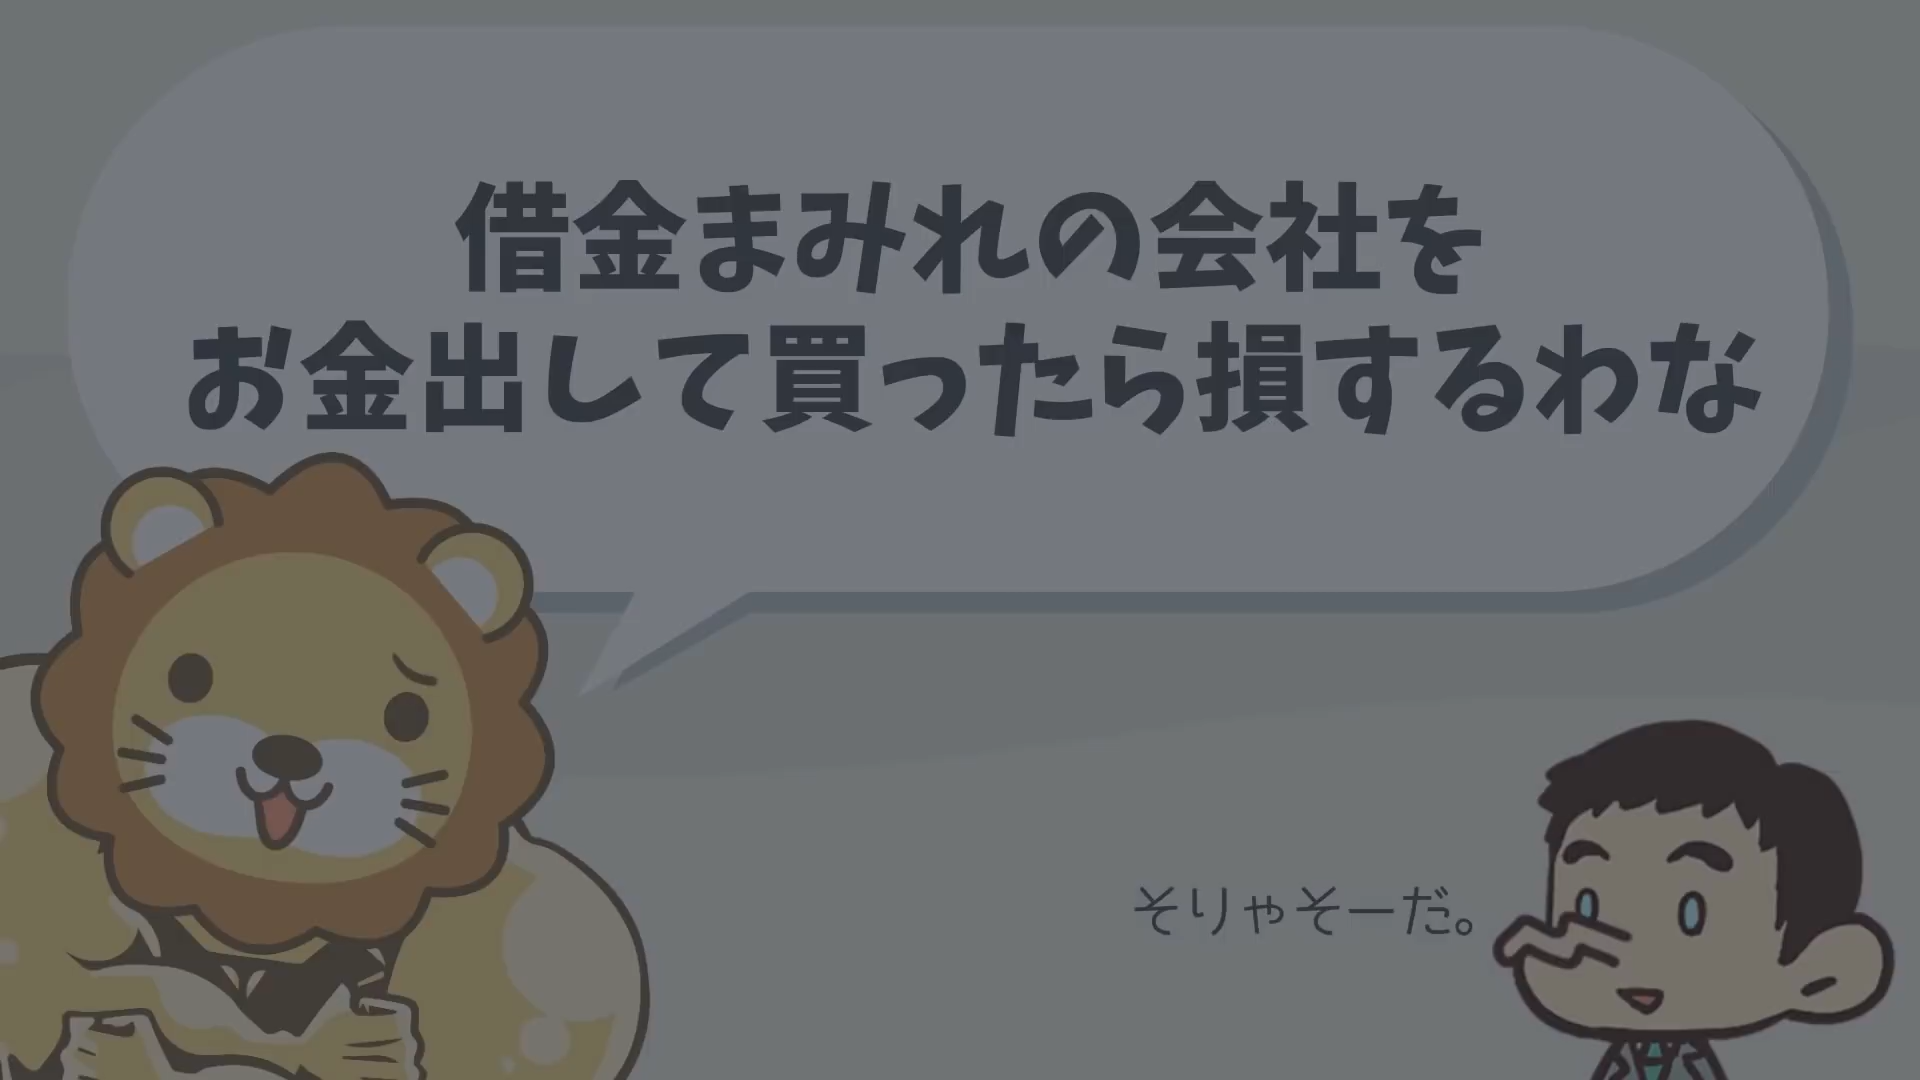 借金まみれの会社を
お金出して買ったら損するわな
そりゃそーだ。